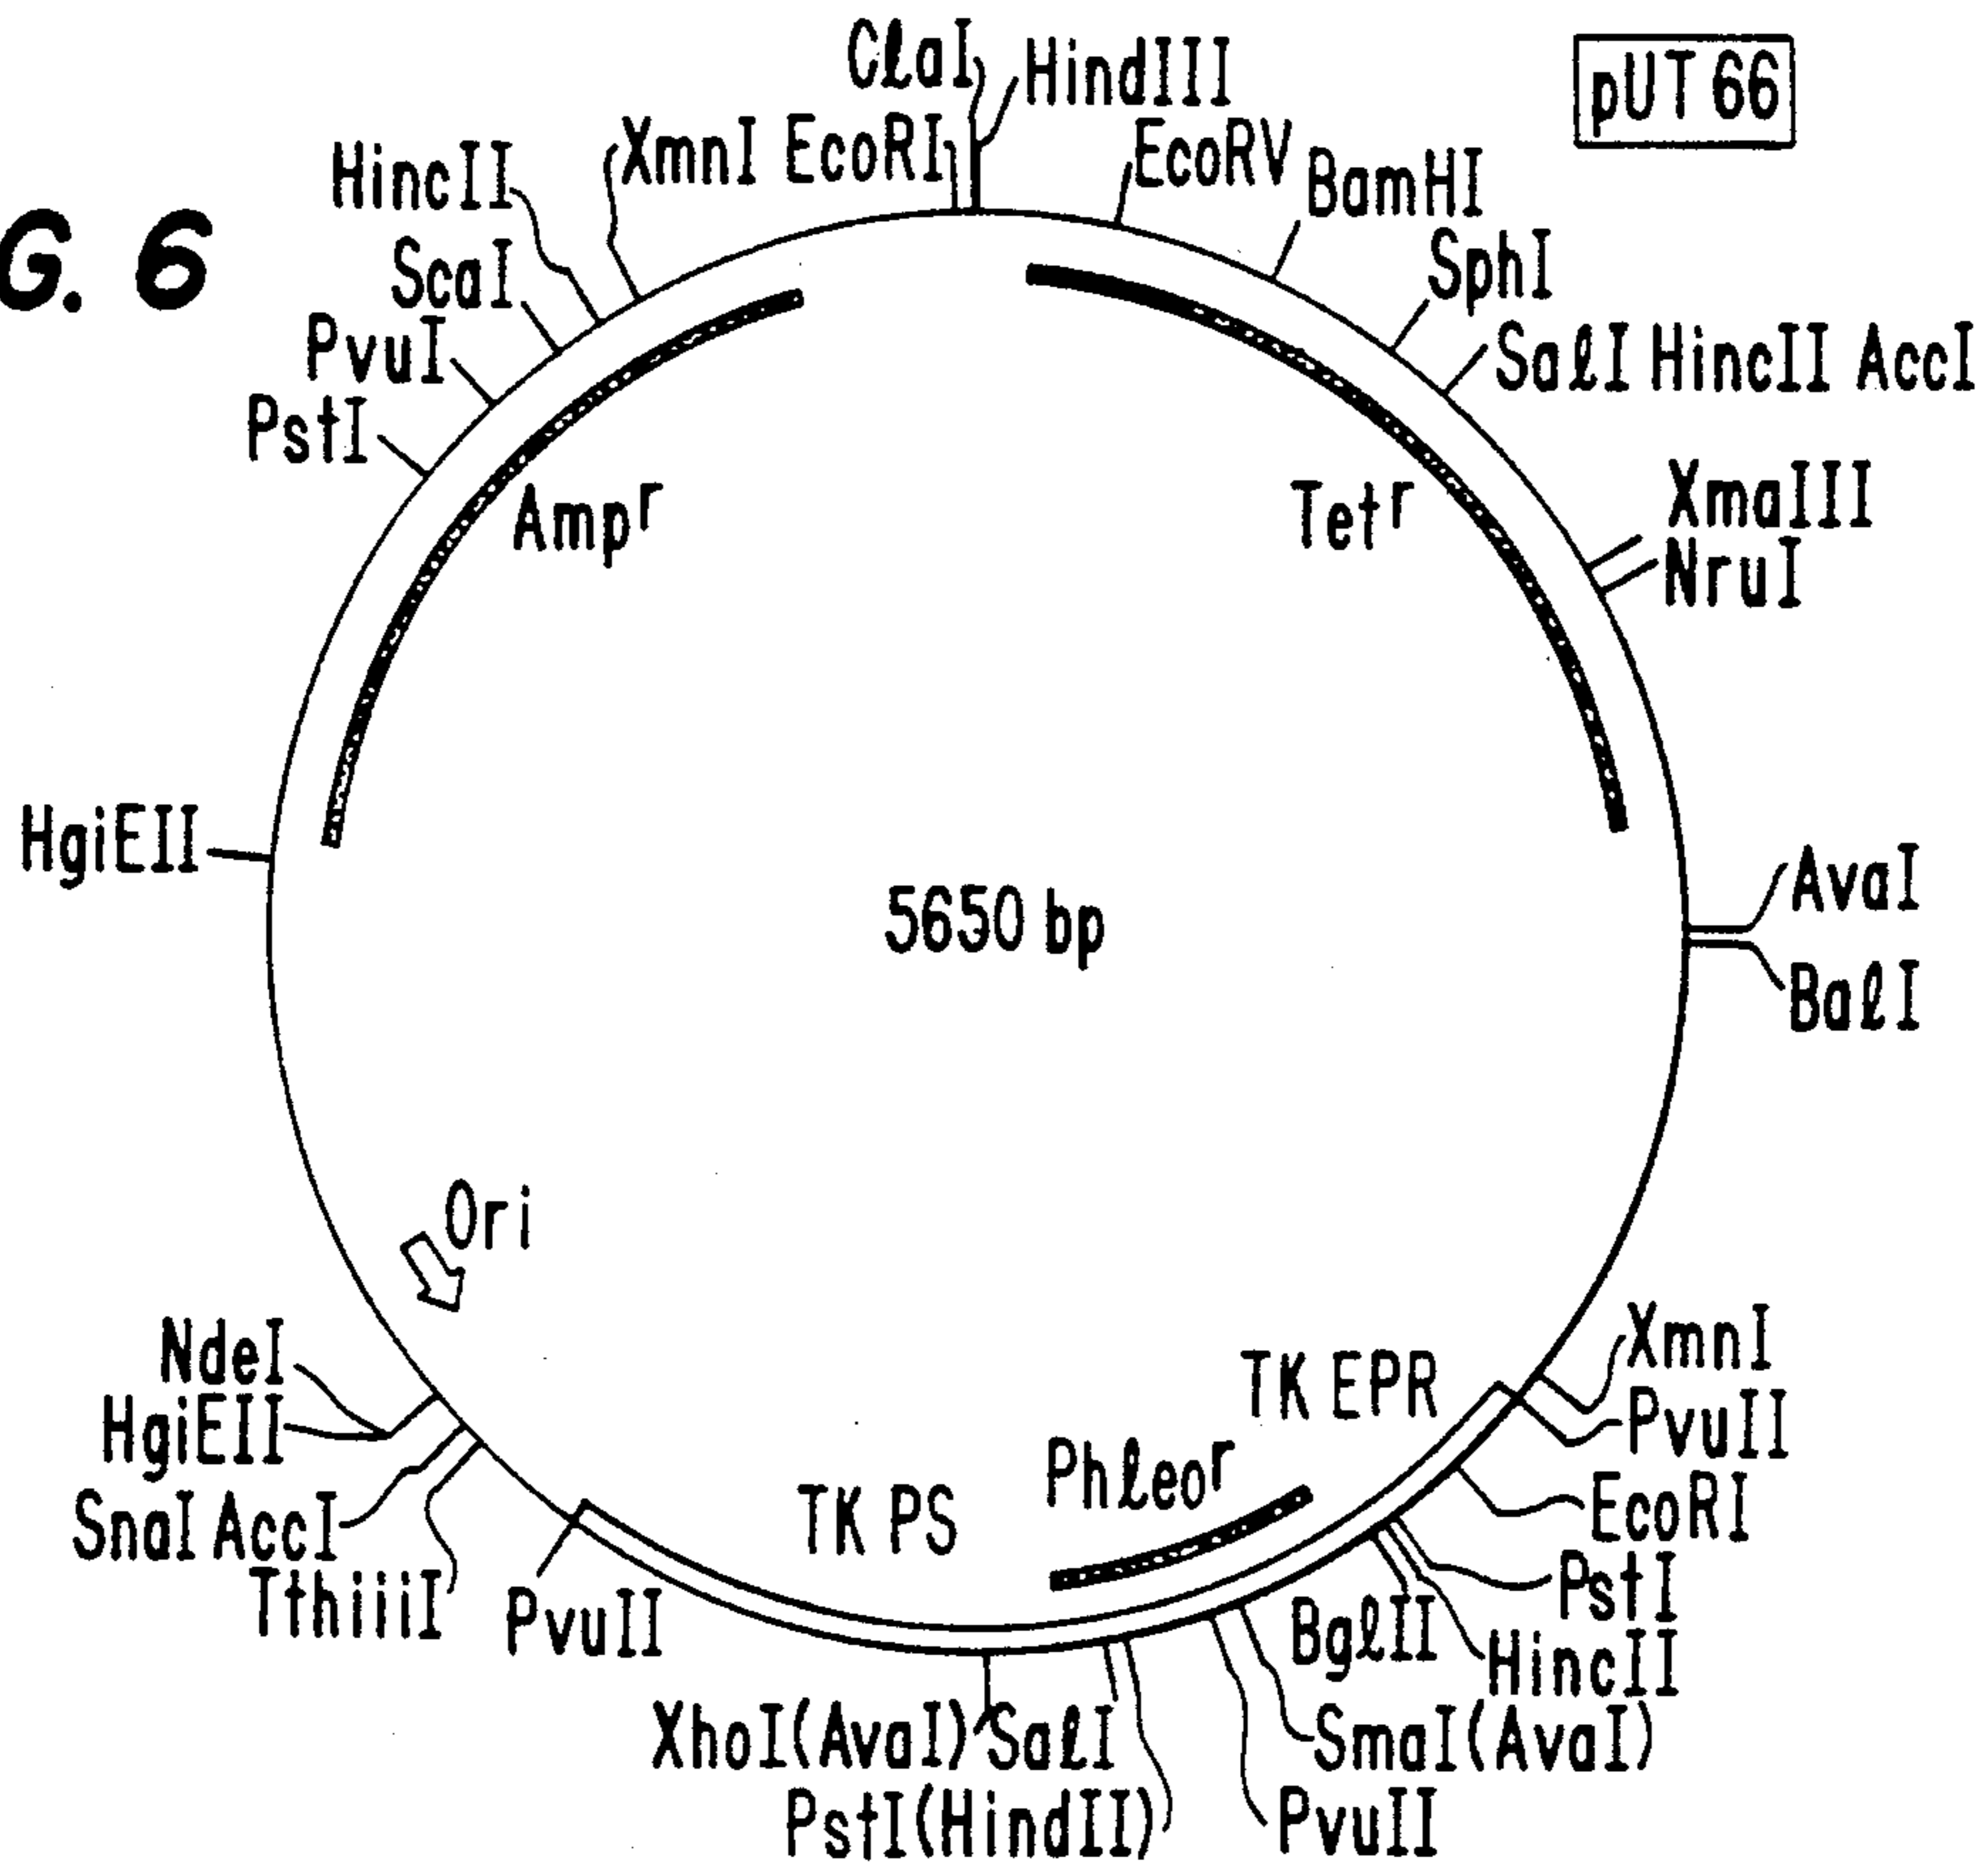 G. 6
pUT 66
ClaI HindIII
HincII XmnI EcoRI EcoRV BamHI
ScaI SphI
PvuI SalI HincII AccI
PstI
Ampʳ Tetʳ XmaIII
NruI
HgiEII 5650 bp AvaI
BalI
Ori
NdeI TK EPR XmnI
HgiEII Phleoʳ PvuII
SnaI AccI TK PS EcoRI
TthiiiI PvuII BglII PstI
HincII
XhoI(AvaI) SalI SmaI(AvaI)
PstI(HindII) PvuII